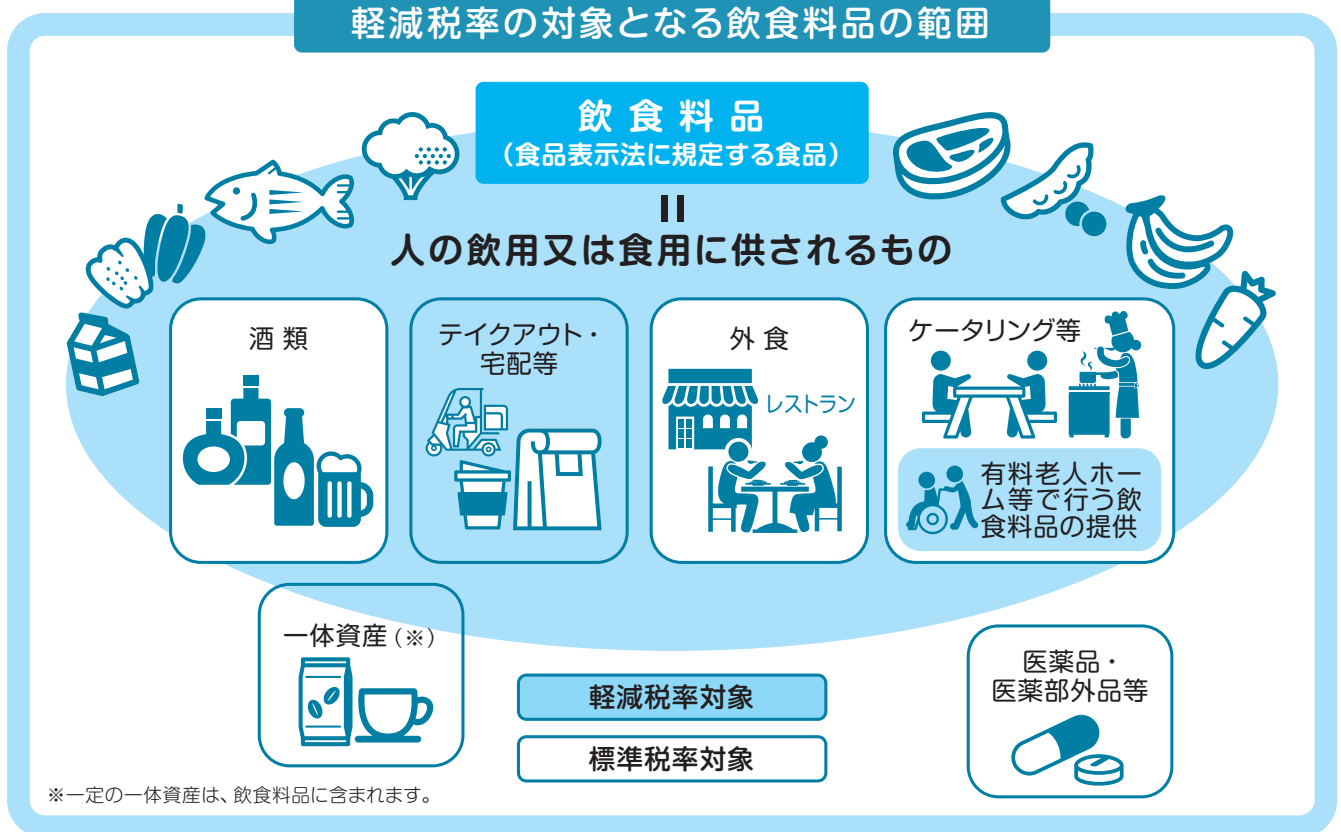 軽減税率の対象となる飲食料品の範囲
飲食料品
（食品表示法に規定する食品）
人の飲用又は食用に供されるもの
酒類
テイクアウト・
宅配等
外食
レストラン
ケータリング等
有料老人ホー
ム等で行う飲
食料品の提供
一体資産（※）
軽減税率対象
標準税率対象
医薬品・
医薬部外品等
※一定の一体資産は、飲食料品に含まれます。